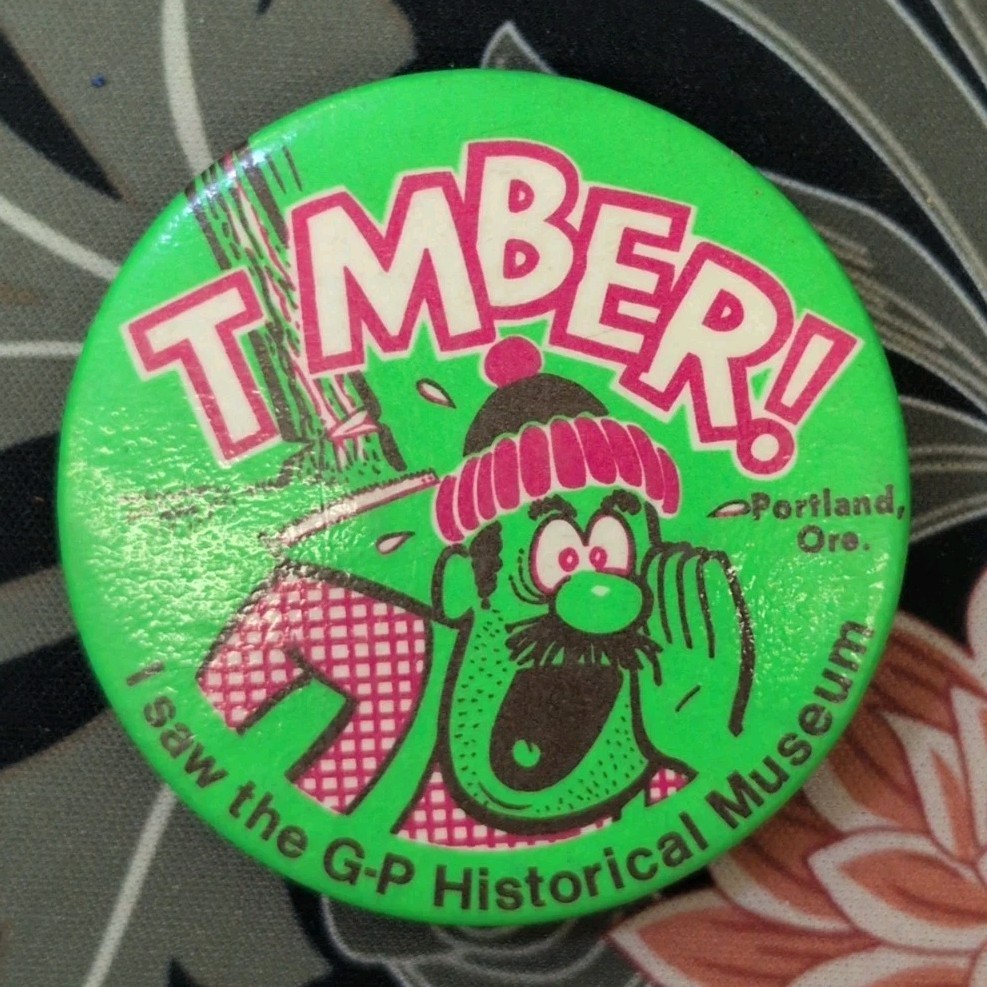 TIMBER!
Portland,
Ore.
I saw the G-P Historical Museum